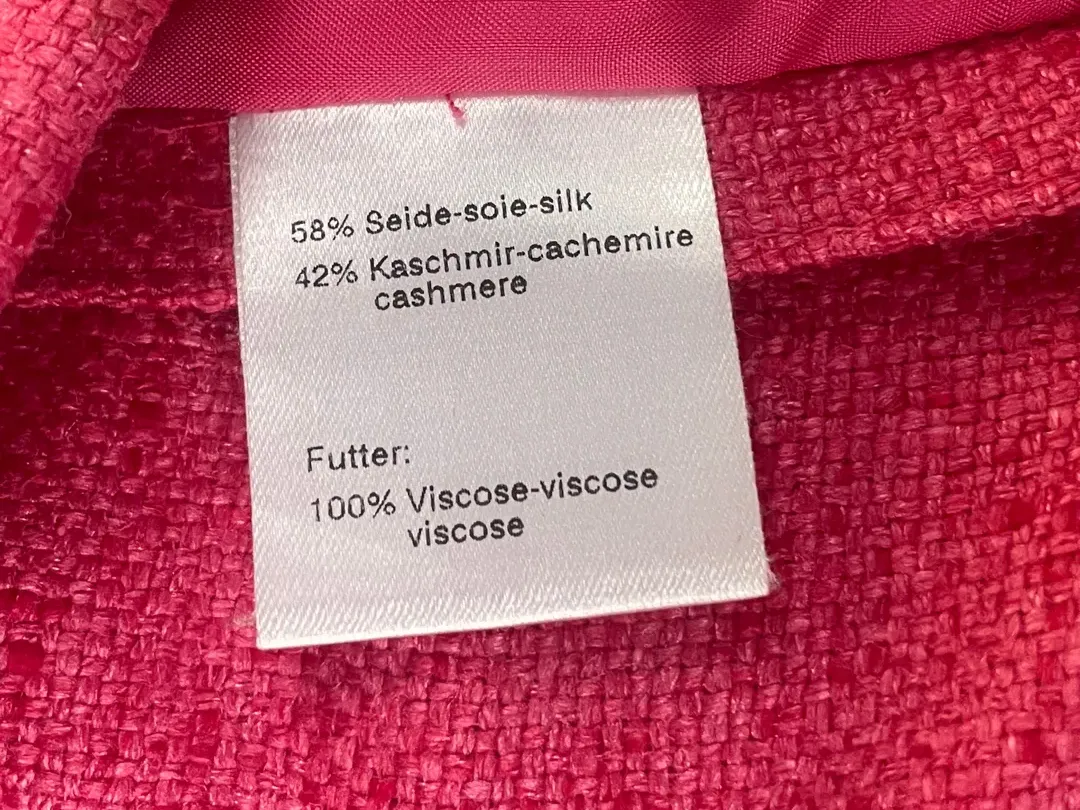 58% Seide-soie-silk
42% Kaschmir-cachemire
cashmere
Futter:
100% Viscose-viscose
viscose